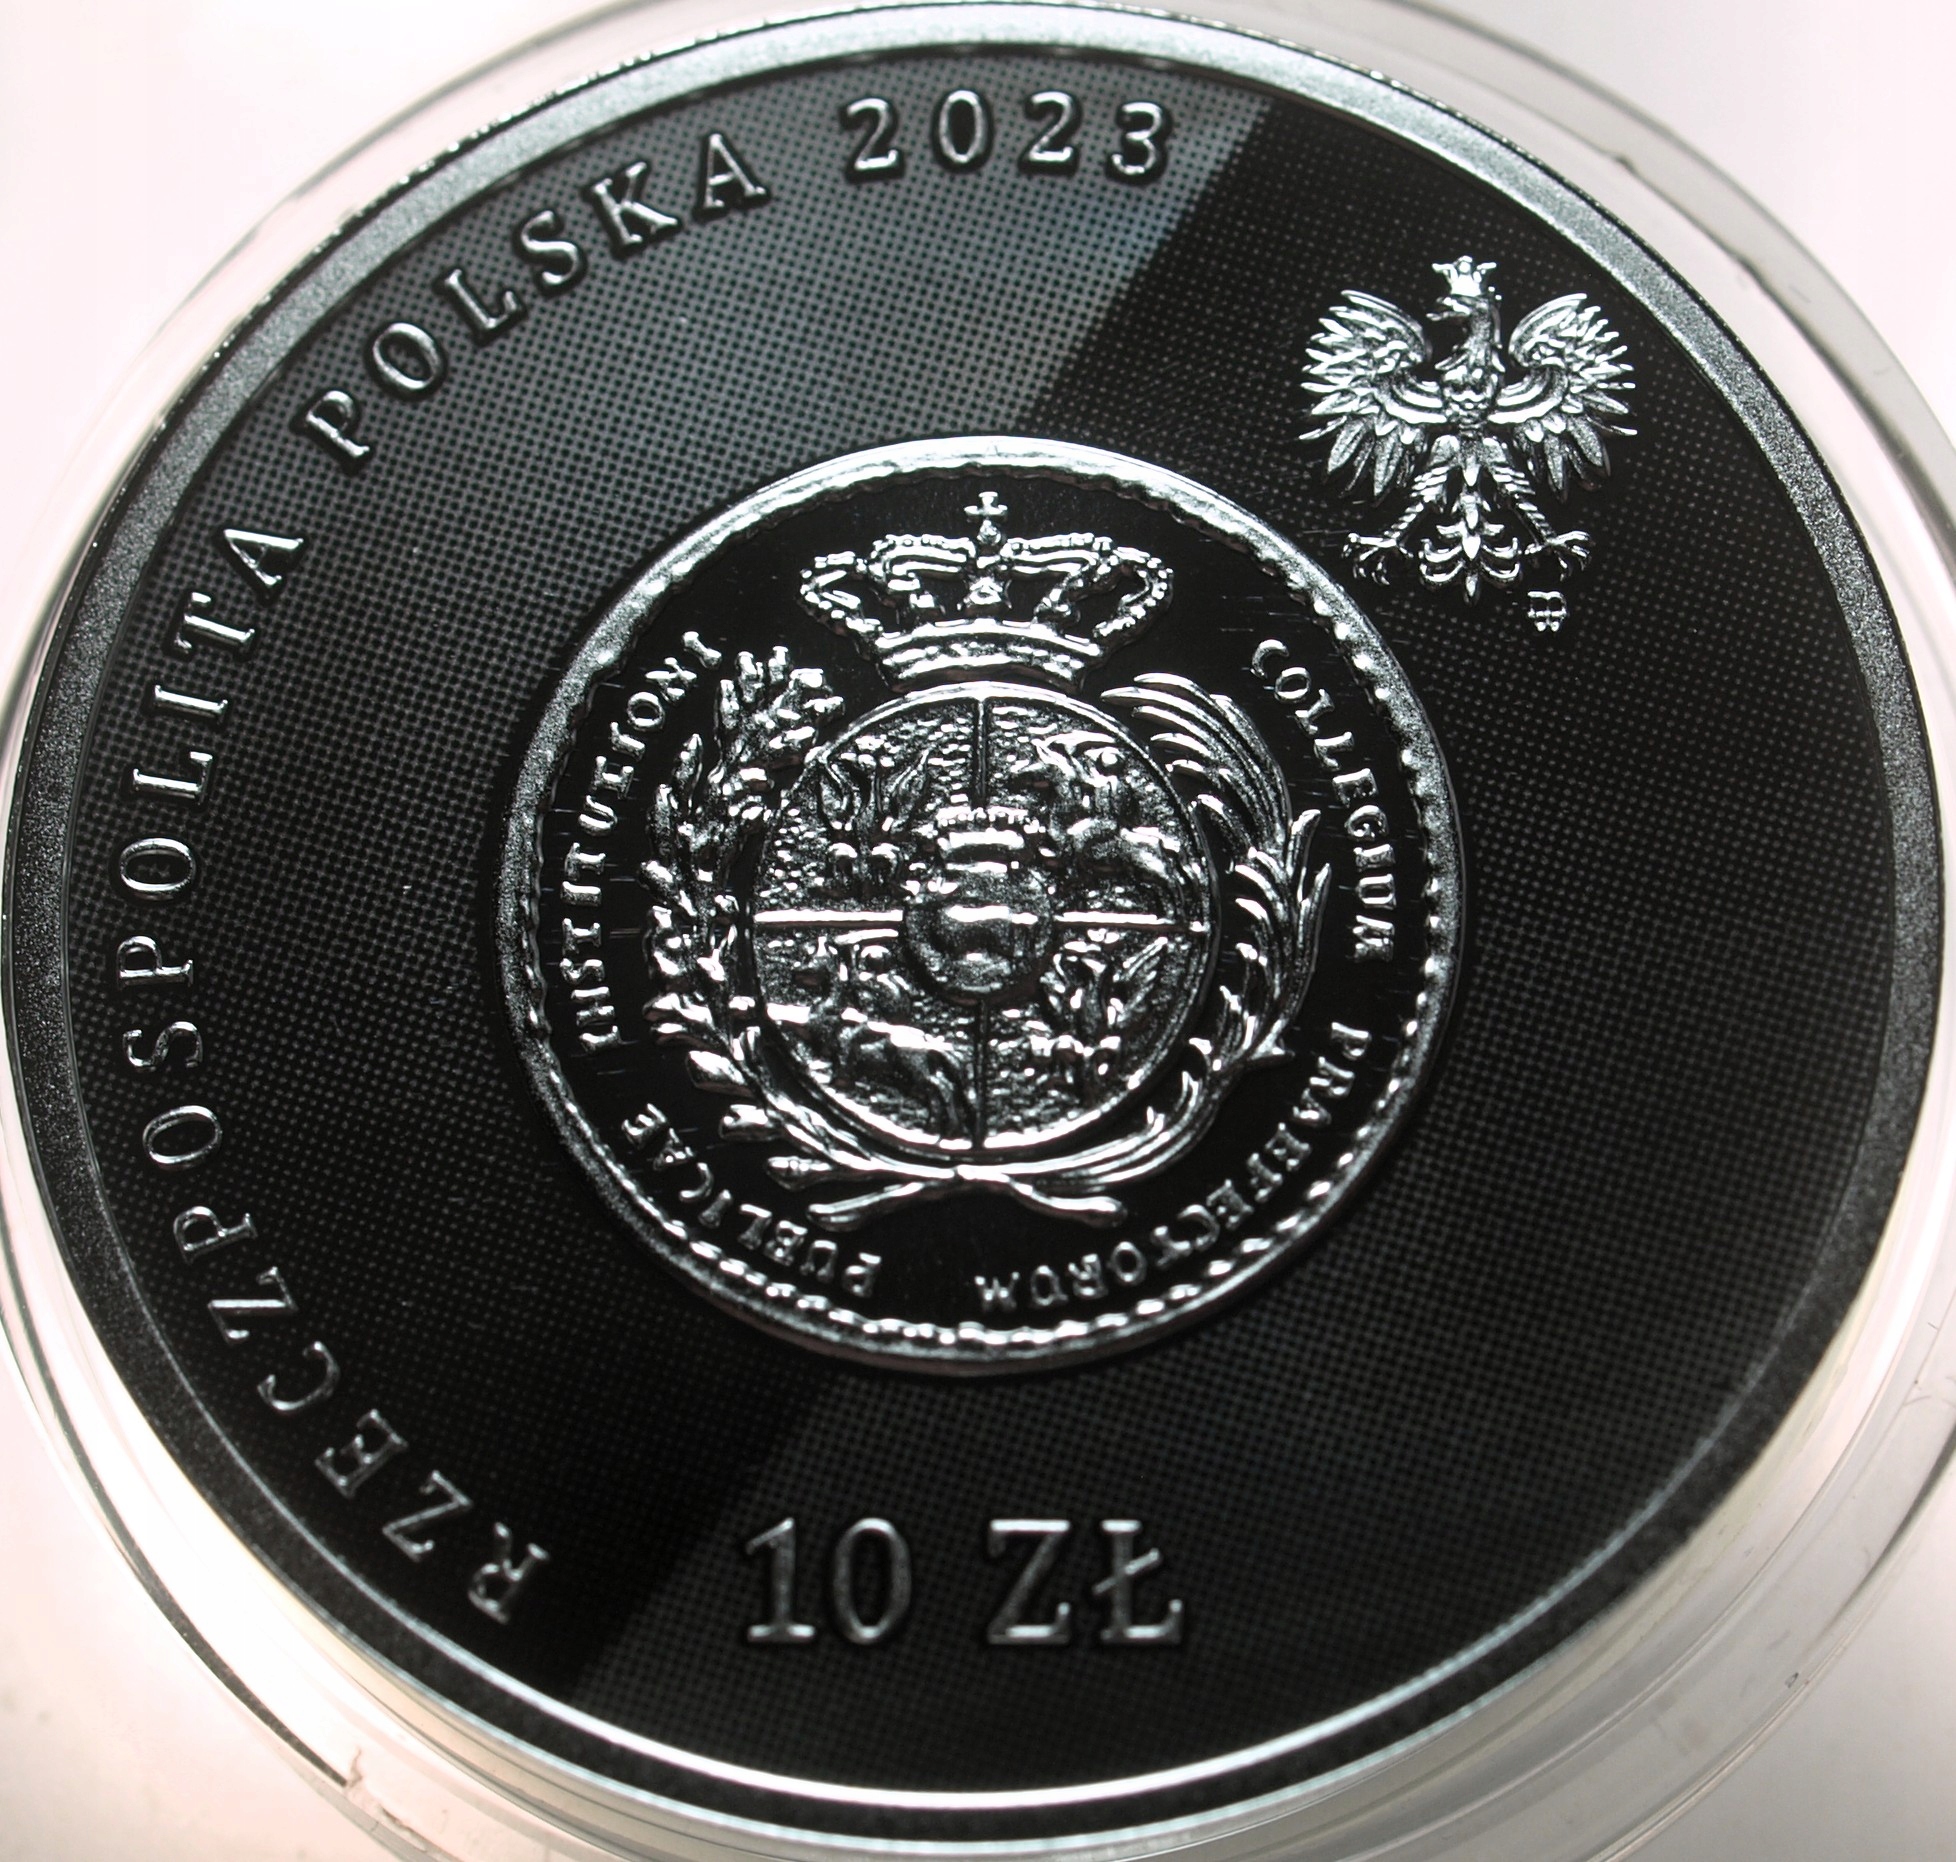 RZECZPOSPOLITA POLSKA 2023
COLLEGIUM PRAEFECTORUM
PUBLICAE INSTITUTIONI
10 ZŁ